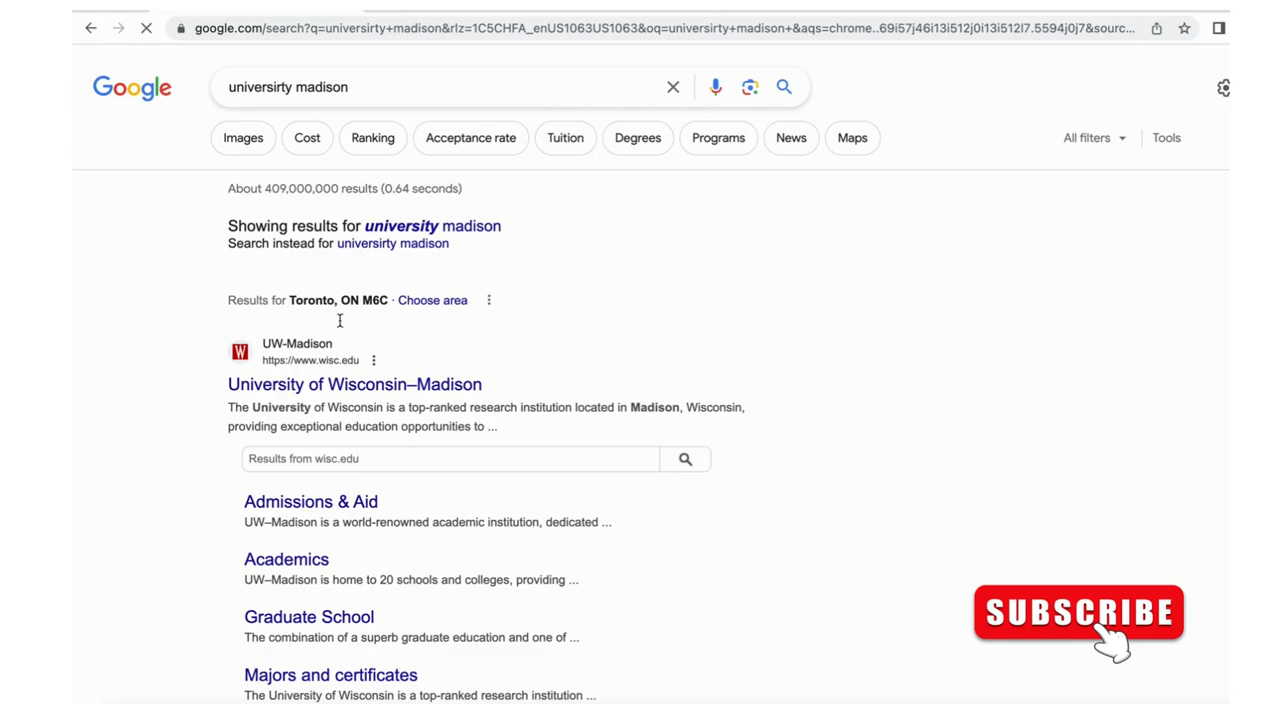 google.com/search?q=universirty+madison&rlz=1C5CHFA_enUS1063US1063&oq=universirty+madison+&aqs=chrome..69i57j46i13i512j0i13i512l7.5594j0j7&sourc...
Google
universirty madison
Images Cost Ranking Acceptance rate Tuition Degrees Programs News Maps All filters Tools
About 409,000,000 results (0.64 seconds)
Showing results for university madison
Search instead for universirty madison
Results for Toronto, ON M6C · Choose area
UW-Madison
https://www.wisc.edu
University of Wisconsin–Madison
The University of Wisconsin is a top-ranked research institution located in Madison, Wisconsin,
providing exceptional education opportunities to ...
Results from wisc.edu
Admissions & Aid
UW–Madison is a world-renowned academic institution, dedicated ...
Academics
UW–Madison is home to 20 schools and colleges, providing ...
Graduate School
The combination of a superb graduate education and one of ...
Majors and certificates
The University of Wisconsin is a top-ranked research institution ...
SUBSCRIBE